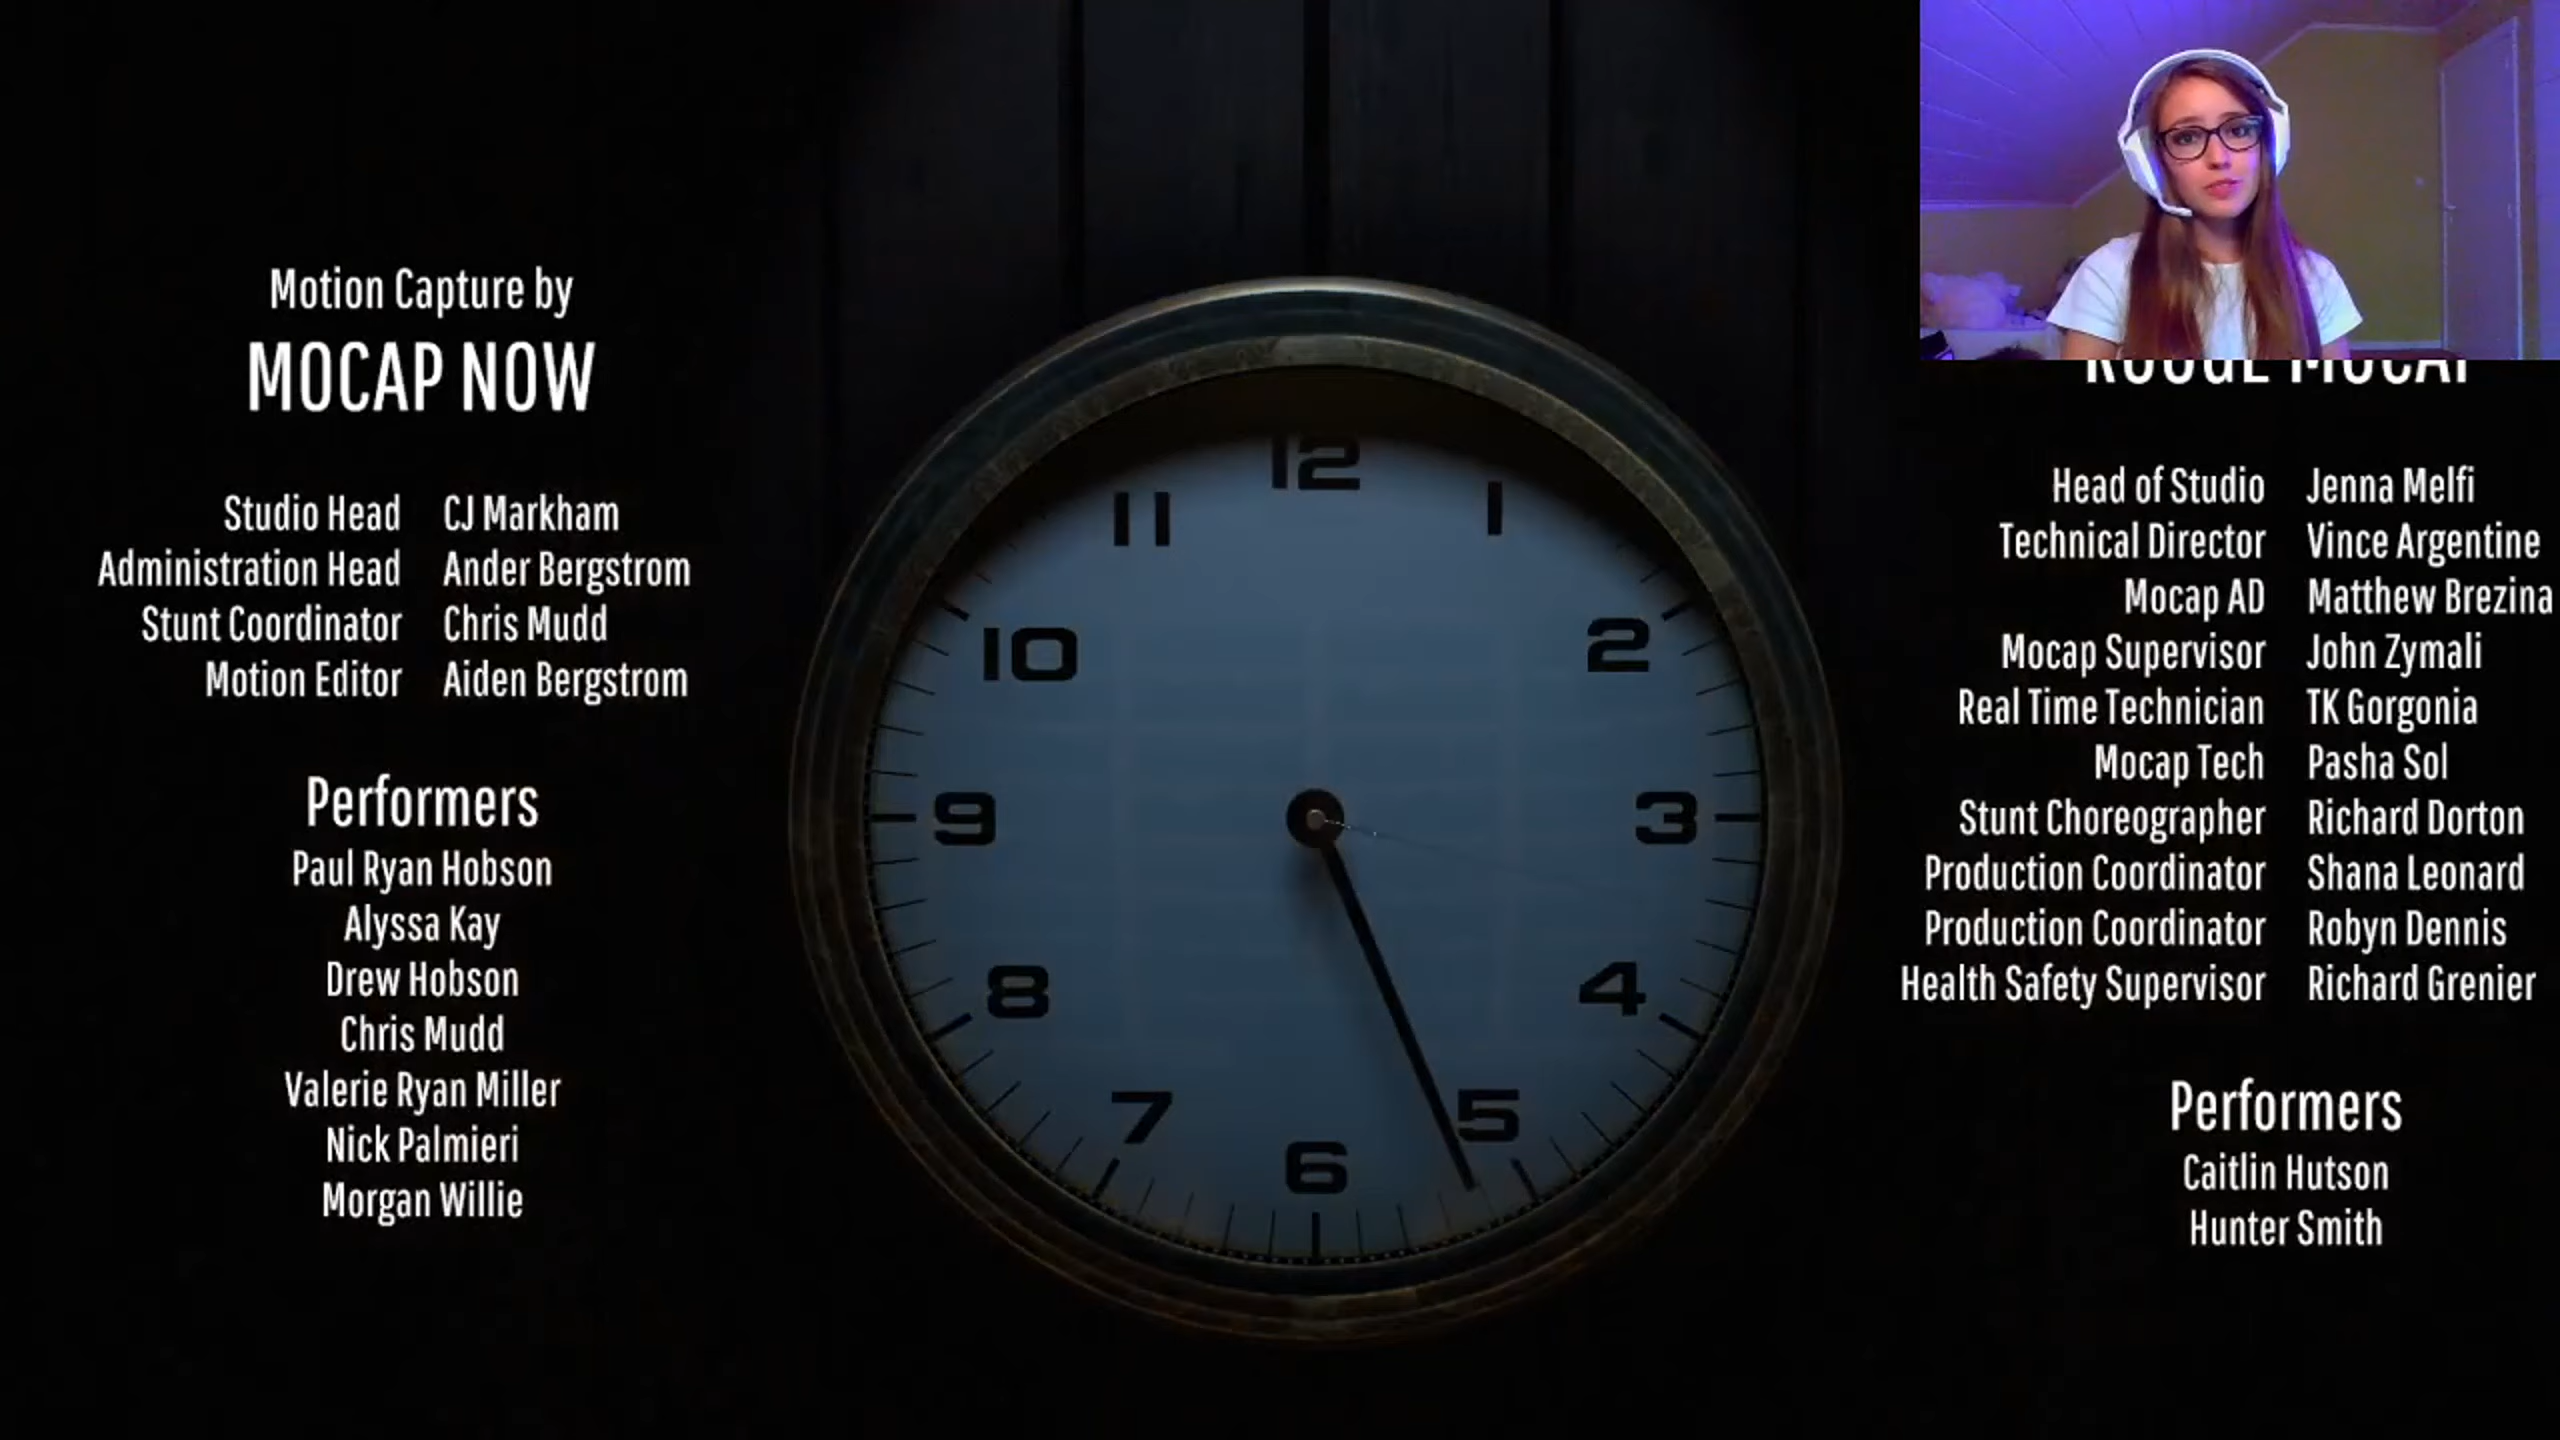 Motion Capture by
MOCAP NOW
Studio Head CJ Markham
Administration Head Ander Bergstrom
Stunt Coordinator Chris Mudd
Motion Editor Aiden Bergstrom
Performers
Paul Ryan Hobson
Alyssa Kay
Drew Hobson
Chris Mudd
Valerie Ryan Miller
Nick Palmieri
Morgan Willie
12
1
2
3
4
5
6
7
8
9
10
11
ROUGE MOCAP
Head of Studio Jenna Melfi
Technical Director Vince Argentine
Mocap AD Matthew Brezina
Mocap Supervisor John Zymali
Real Time Technician TK Gorgonia
Mocap Tech Pasha Sol
Stunt Choreographer Richard Dorton
Production Coordinator Shana Leonard
Production Coordinator Robyn Dennis
Health Safety Supervisor Richard Grenier
Performers
Caitlin Hutson
Hunter Smith